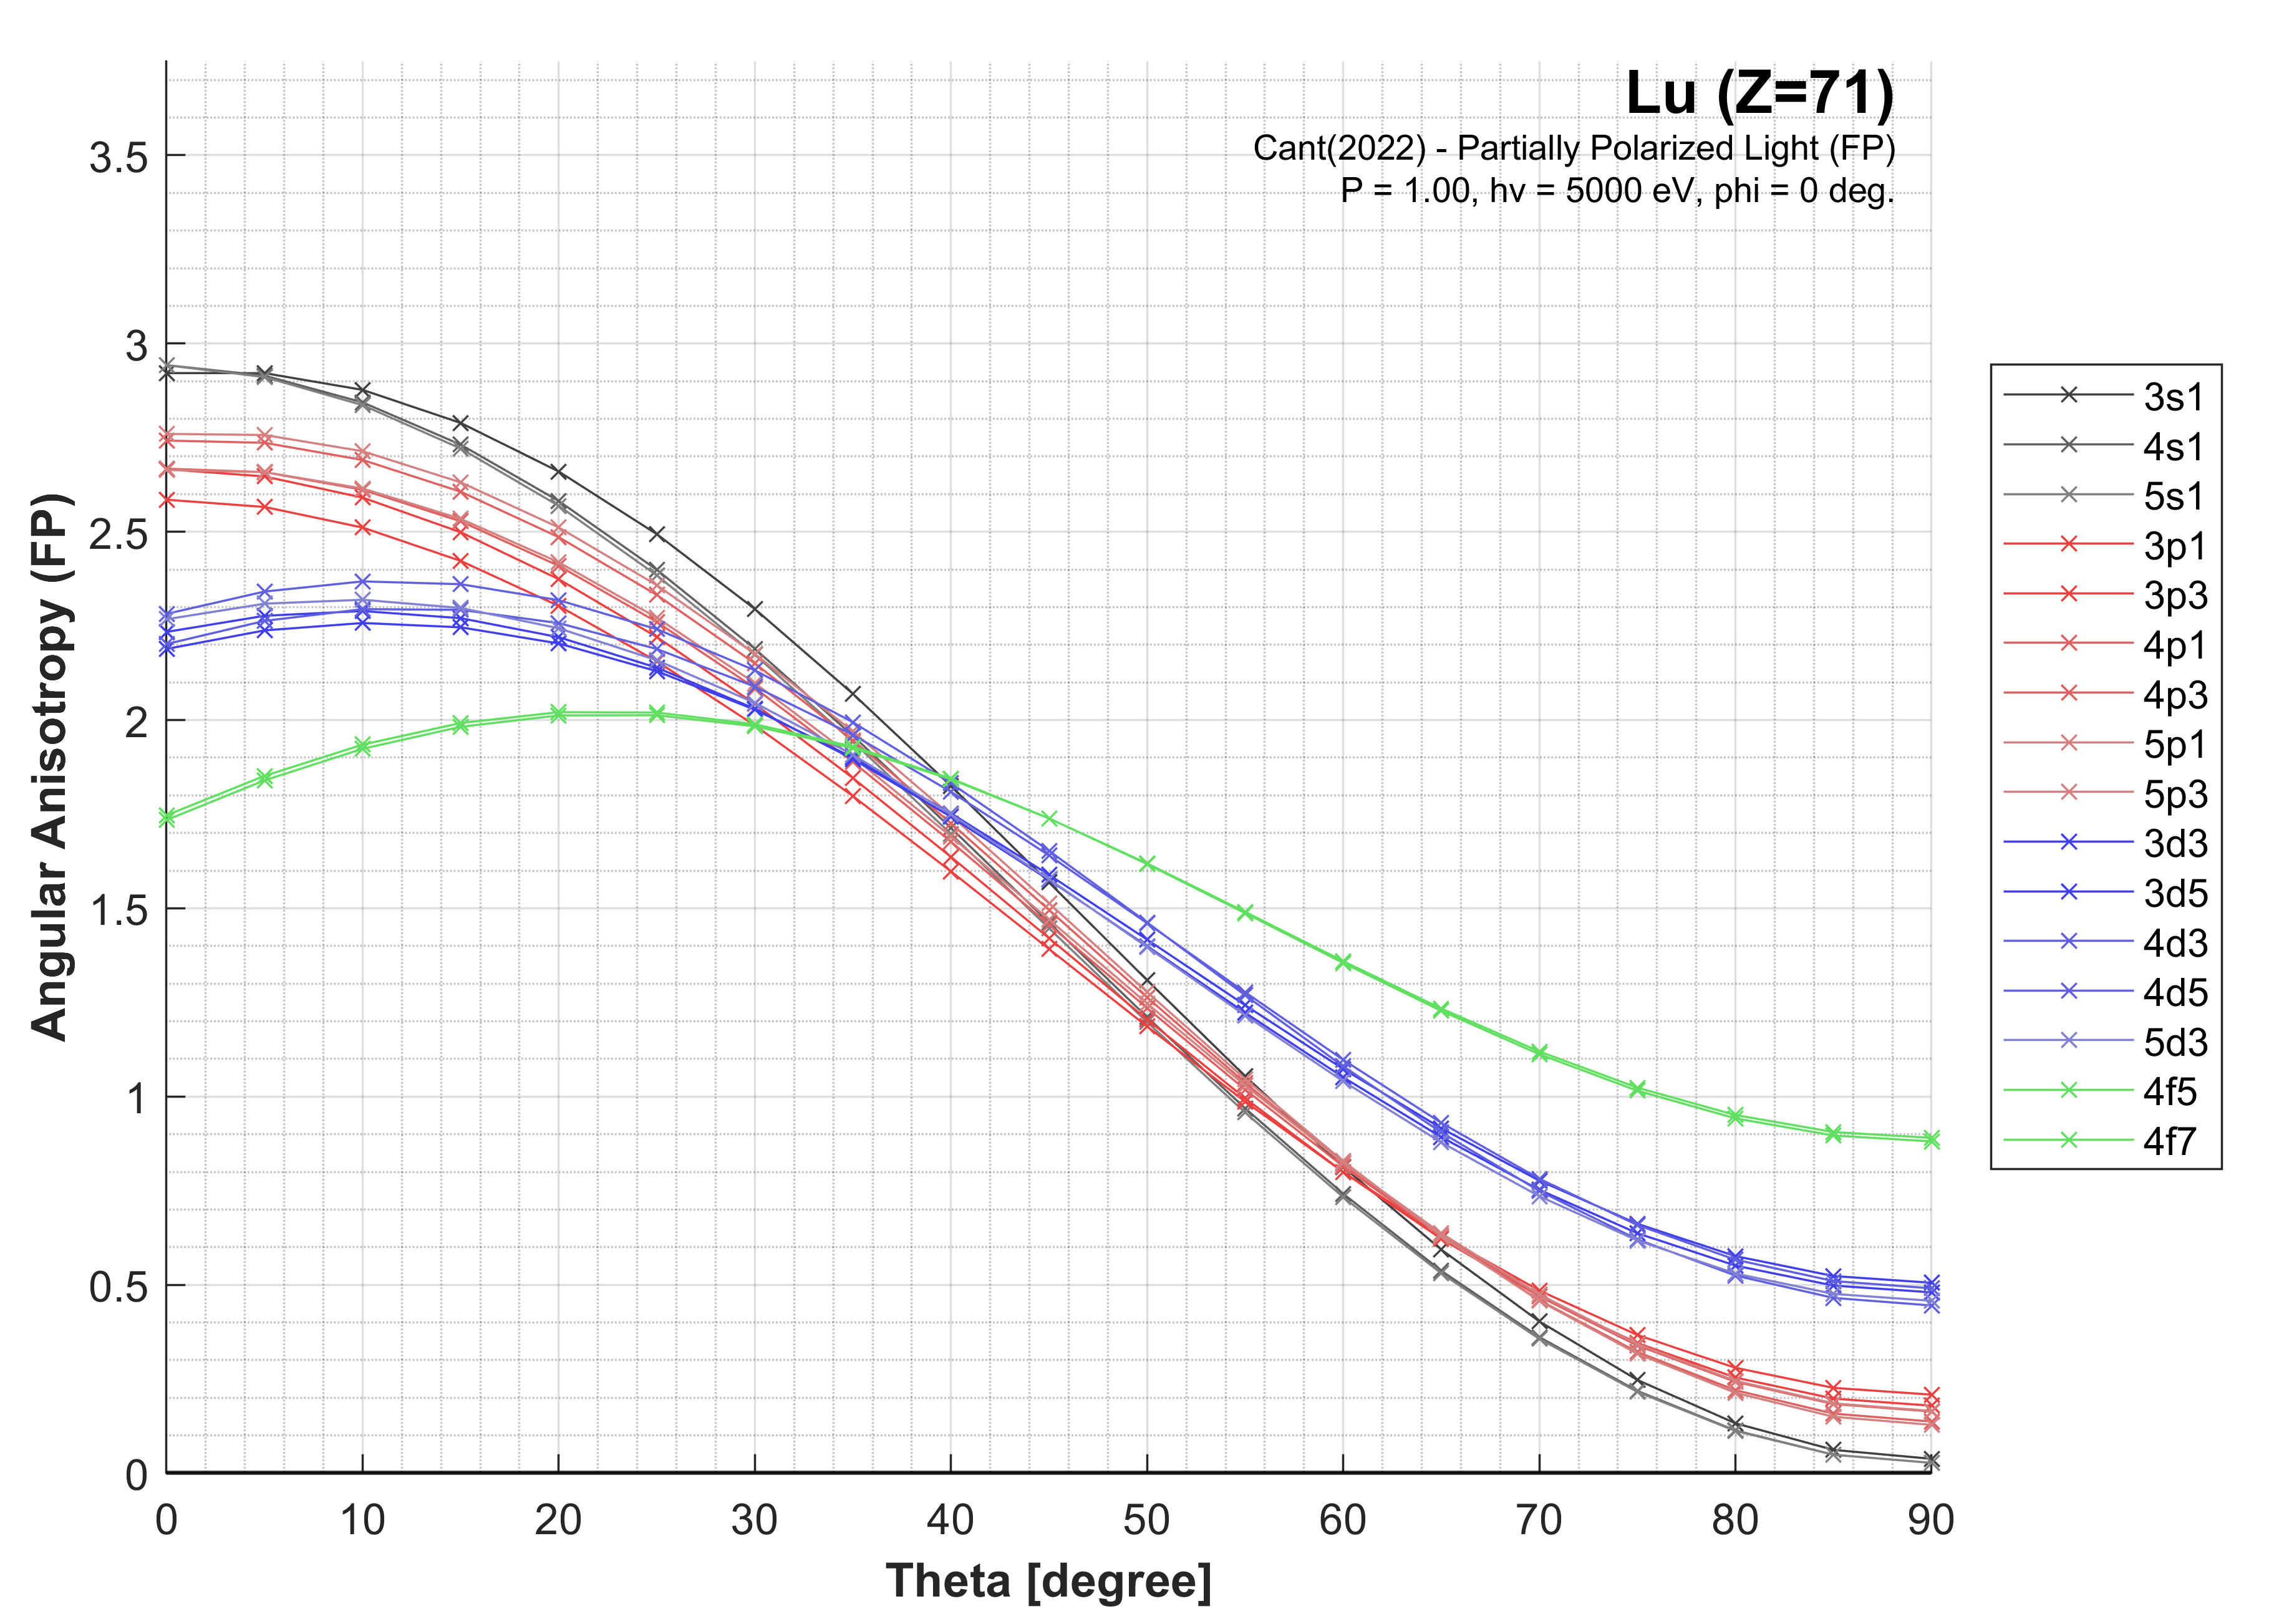 Lu (Z=71)
Cant(2022) - Partially Polarized Light (FP)
P = 1.00, hv = 5000 eV, phi = 0 deg.
Angular Anisotropy (FP)
3.5
3
2.5
2
1.5
1
0.5
0
0 10 20 30 40 50 60 70 80 90
Theta [degree]
3s1
4s1
5s1
3p1
3p3
4p1
4p3
5p1
5p3
3d3
3d5
4d3
4d5
5d3
4f5
4f7